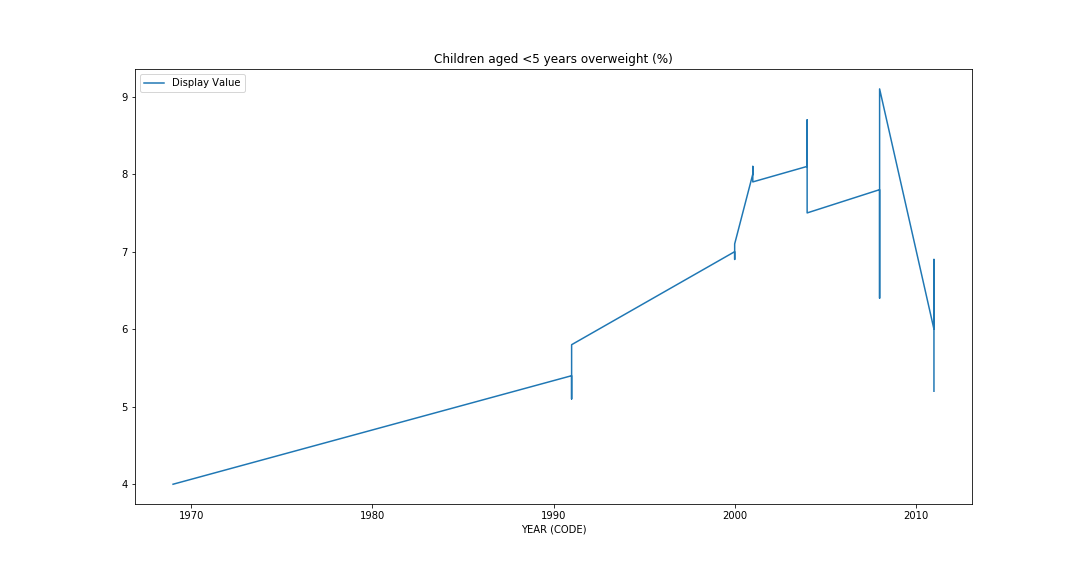 Children aged <5 years overweight (%)
Display Value
9
8
7
6
5
4
1970 1980 1990 2000 2010
YEAR (CODE)